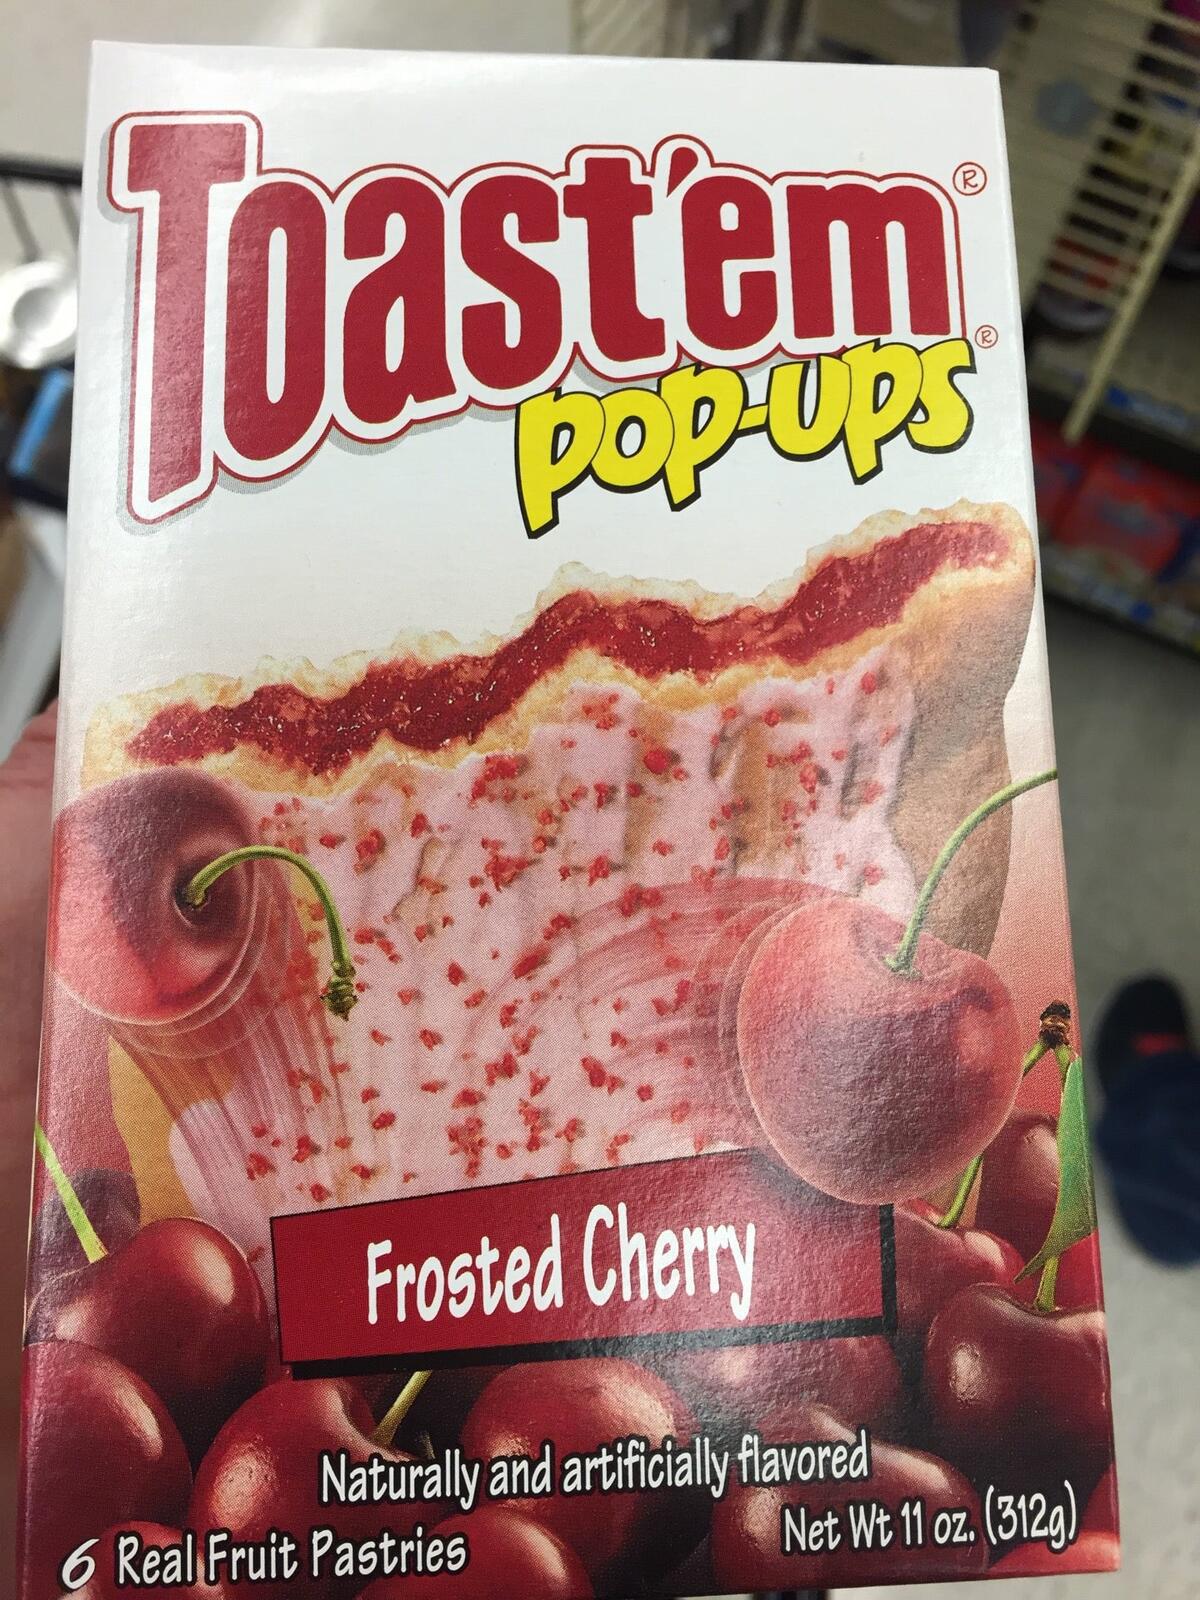 Toast'em®
pop-ups®
Frosted Cherry
Naturally and artificially flavored
6 Real Fruit Pastries
Net Wt 11 oz. (312g)